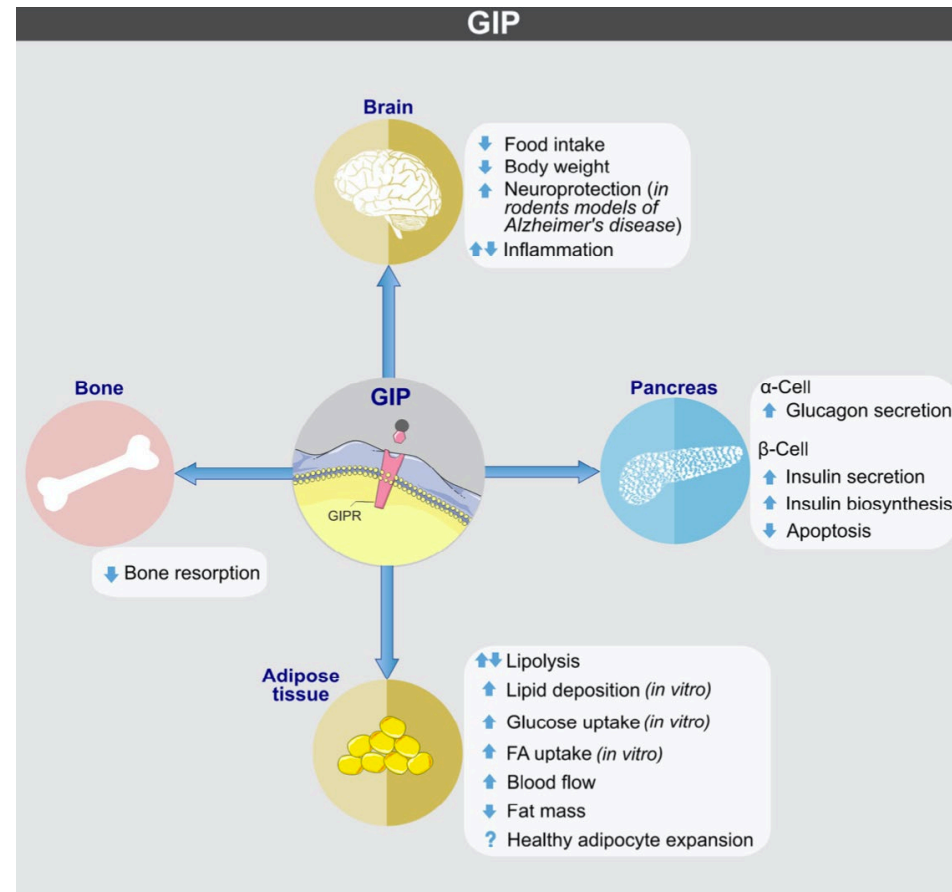 GIP
Brain
Food intake
Body weight
Neuroprotection (in
rodents models of
Alzheimer's disease)
Inflammation
Bone
GIP
GIPR
Bone resorption
Pancreas
α-Cell
Glucagon secretion
β-Cell
Insulin secretion
Insulin biosynthesis
Apoptosis
Adipose
tissue
Lipolysis
Lipid deposition (in vitro)
Glucose uptake (in vitro)
FA uptake (in vitro)
Blood flow
Fat mass
? Healthy adipocyte expansion